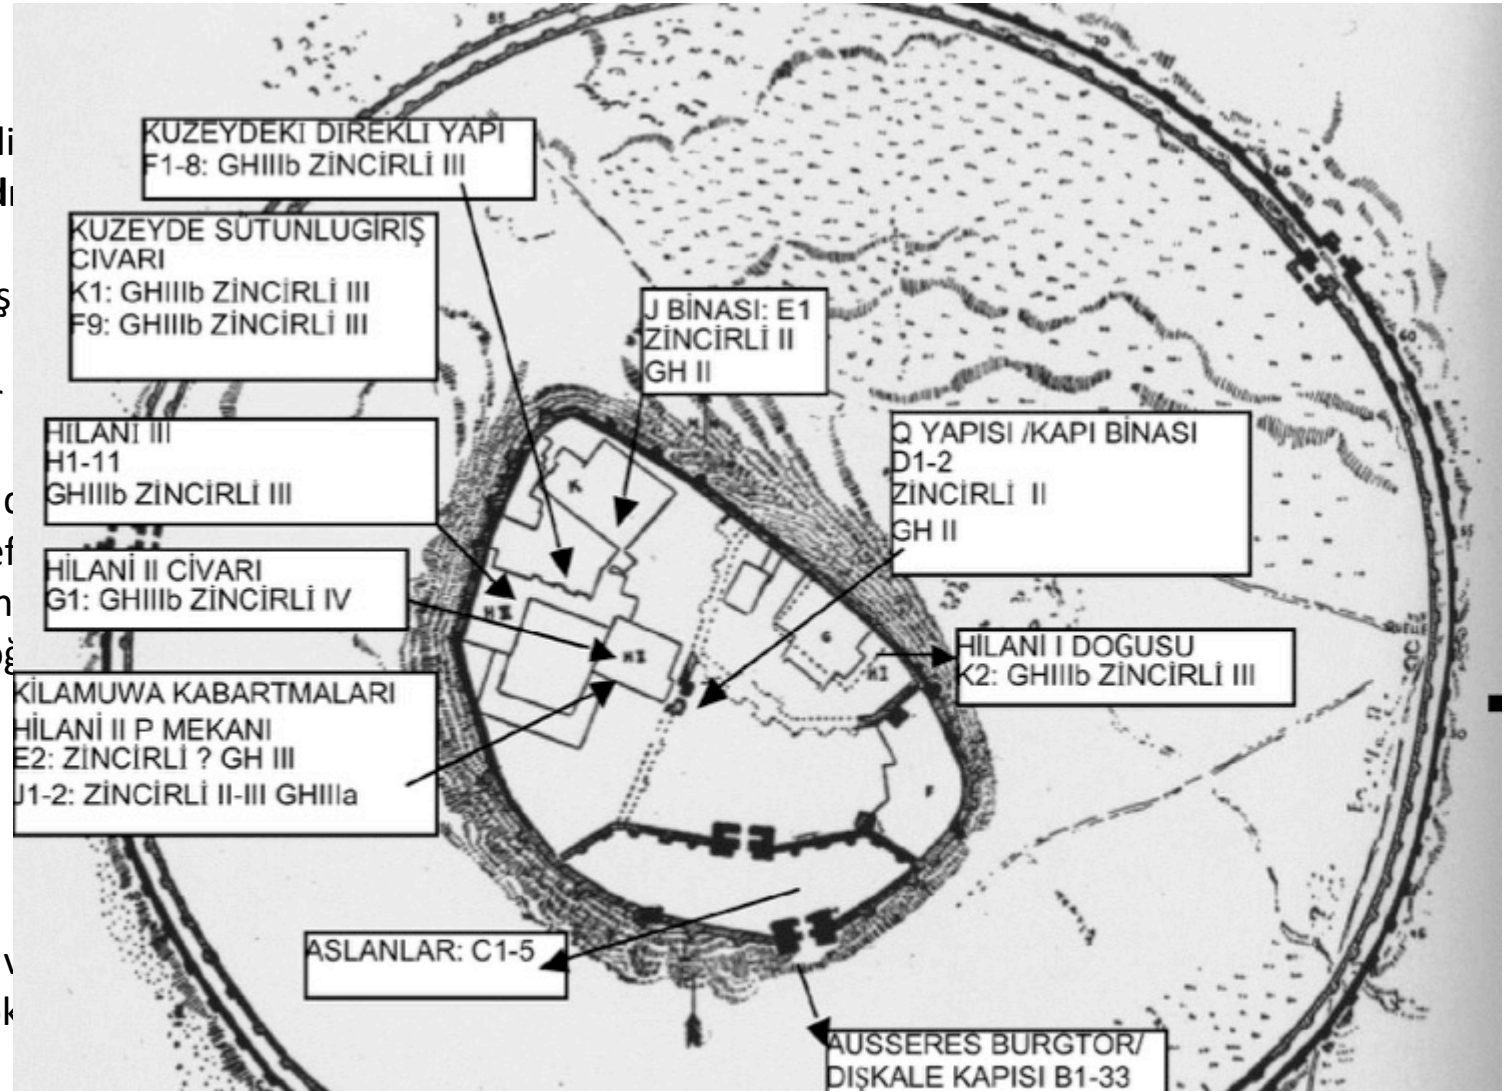 KUZEYDEKI DIREKLI YAPI
F1-8: GHIIIb ZİNCİRLİ III
KUZEYDE SUTUNLUGİRİŞ
CIVARI
K1: GHIIIb ZİNCİRLİ III
F9: GHIIIb ZİNCİRLİ III
J BİNASI: E1
ZİNCİRLİ II
GH II
HILANI III
H1-11
GHIIIb ZİNCİRLİ III
Q YAPISI /KAPI BİNASI
D1-2
ZİNCİRLİ II
GH II
HİLANİ II CİVARI
G1: GHIIIb ZİNCİRLİ IV
HİLANİ I DOĞUSU
K2: GHIIIb ZİNCİRLİ III
KİLAMUWA KABARTMALARI
HİLANİ II P MEKANI
E2: ZİNCİRLİ ? GH III
J1-2: ZİNCİRLİ II-III GHIIIa
ASLANLAR: C1-5
AUSSERES BURGTOR/
DIŞKALE KAPISI B1-33
K
G
F